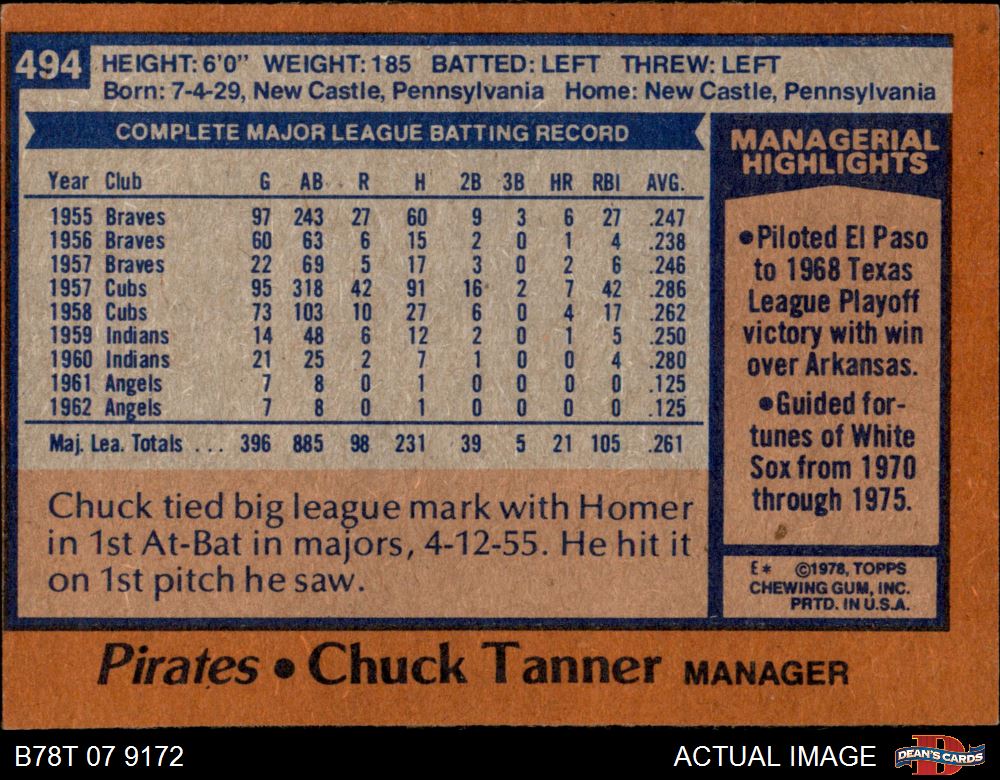 494
HEIGHT: 6'0" WEIGHT: 185 BATTED: LEFT THREW: LEFT
Born: 7-4-29, New Castle, Pennsylvania Home: New Castle, Pennsylvania
COMPLETE MAJOR LEAGUE BATTING RECORD
Year Club G AB R H 2B 3B HR RBI AVG.
1955 Braves 97 243 27 60 9 3 6 27 .247
1956 Braves 60 63 6 15 2 0 1 4 .238
1957 Braves 22 69 5 17 3 0 2 6 .246
1957 Cubs 95 318 42 91 16 2 7 42 .286
1958 Cubs 73 103 10 27 6 0 4 17 .262
1959 Indians 14 48 6 12 2 0 1 5 .250
1960 Indians 21 25 2 7 1 0 0 4 .280
1961 Angels 7 8 0 1 0 0 0 0 .125
1962 Angels 7 8 0 1 0 0 0 0 .125
Maj. Lea. Totals ... 396 885 98 231 39 5 21 105 .261
Chuck tied big league mark with Homer
in 1st At-Bat in majors, 4-12-55. He hit it
on 1st pitch he saw.
MANAGERIAL
HIGHLIGHTS
●Piloted El Paso
to 1968 Texas
League Playoff
victory with win
over Arkansas.
●Guided for-
tunes of White
Sox from 1970
through 1975.
E* ©1978, TOPPS
CHEWING GUM, INC.
PRTD. IN U.S.A.
Pirates ● Chuck Tanner MANAGER
B78T 07 9172
ACTUAL IMAGE
D
DEAN'S CARDS